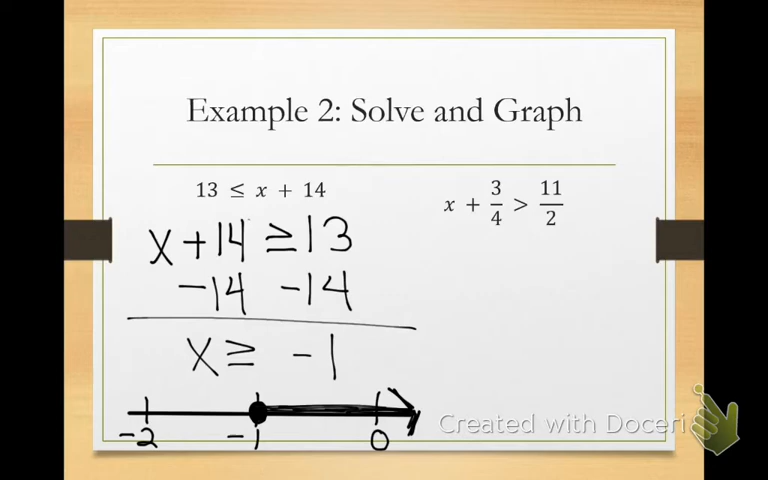 Example 2: Solve and Graph
13 ≤ x + 14
x + 14 ≥ 13
-14 -14
x ≥ -1
-2 -1 0
x + 3/4 > 11/2
Created with Doceri